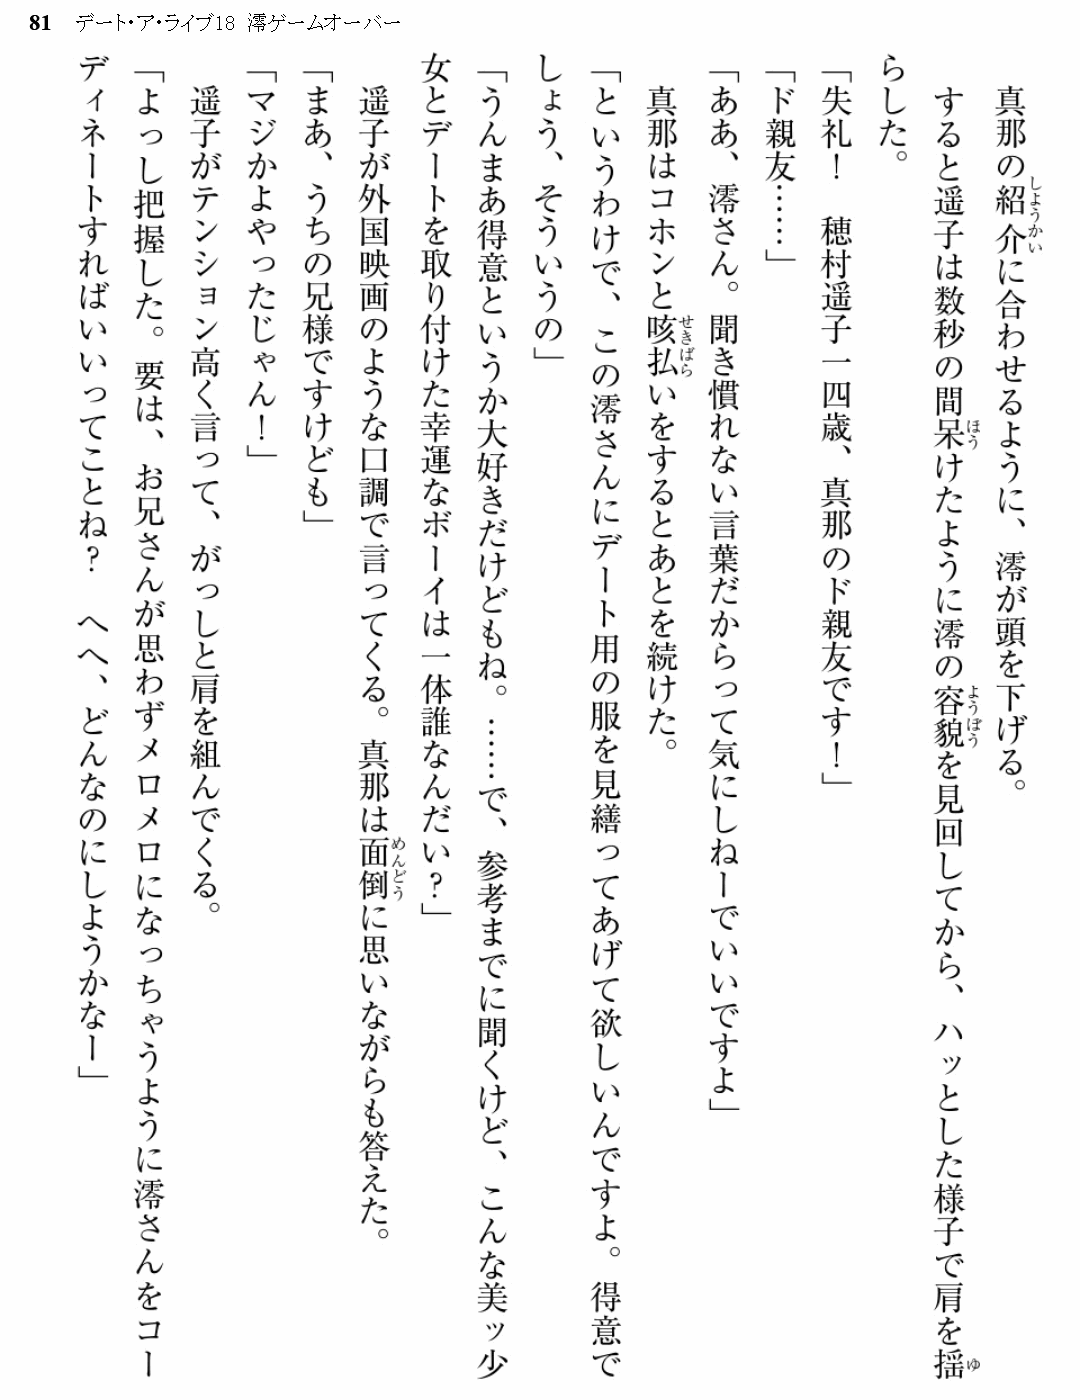 81 デート・ア・ライブ18 澪ゲームオーバー
真那の紹介に合わせるように、澪が頭を下げる。
すると遥子は数秒の間呆けたように澪の容貌を見回してから、ハッとした様子で肩を揺
らした。
「失礼！　穂村遥子一四歳、真那のド親友です！」
「ド親友……」
「ああ、澪さん。聞き慣れない言葉だからって気にしねーでいいですよ」
真那はコホンと咳払いをするとあとを続けた。
「というわけで、この澪さんにデート用の服を見繕ってあげて欲しいんですよ。得意で
しょう、そういうの」
「うんまあ得意というか大好きだけどもね。……で、参考までに聞くけど、こんな美ッ少
女とデートを取り付けた幸運なボーイは一体誰なんだい？」
遥子が外国映画のような口調で言ってくる。真那は面倒に思いながらも答えた。
「まあ、うちの兄様ですけども」
「マジかよやったじゃん！」
遥子がテンション高く言って、がっしと肩を組んでくる。
「よっし把握した。要は、お兄さんが思わずメロメロになっちゃうように澪さんをコー
ディネートすればいいってことね？　へへ、どんなのにしようかなー」